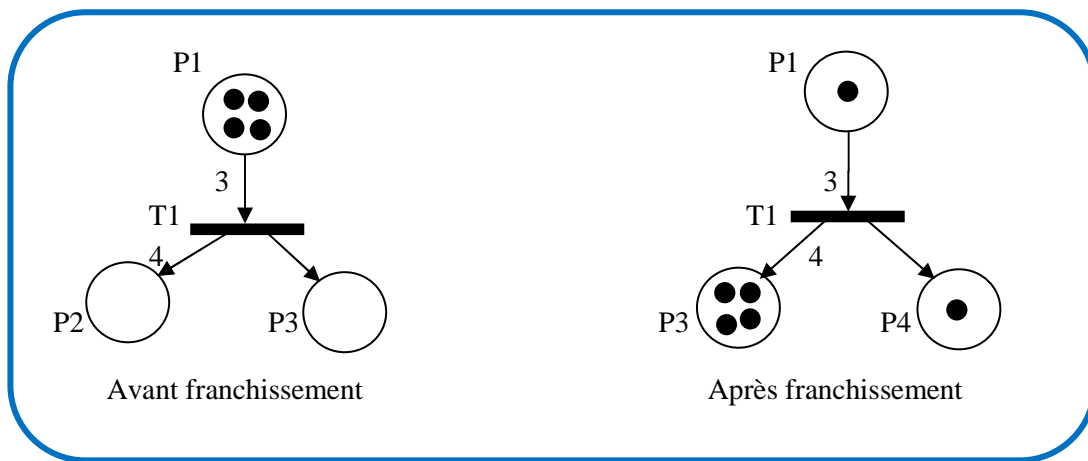 P1
3
T1
4
P2
P3
Avant franchissement
P1
3
T1
4
P3
P4
Après franchissement